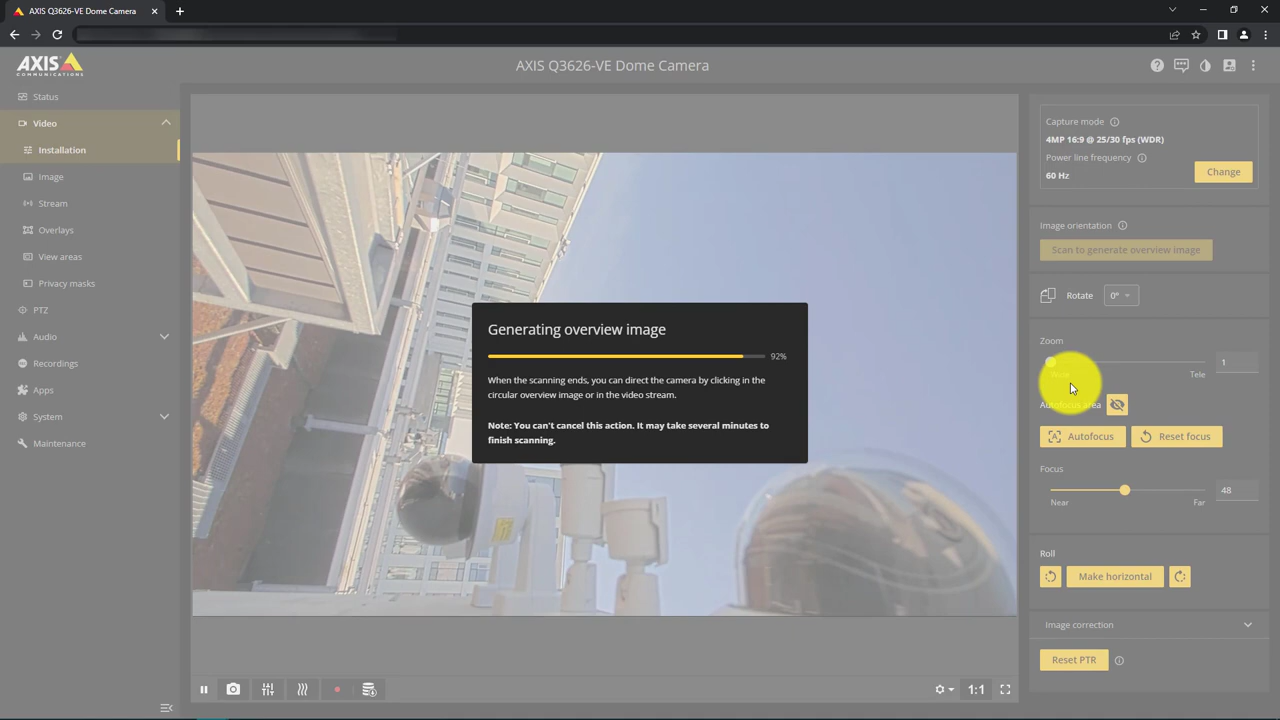 AXIS Q3626-VE Dome Camera
AXIS
COMMUNICATIONS
AXIS Q3626-VE Dome Camera
Status
Video
Installation
Image
Stream
Overlays
View areas
Privacy masks
PTZ
Audio
Recordings
Apps
System
Maintenance
Generating overview image
92%
When the scanning ends, you can direct the camera by clicking in the
circular overview image or in the video stream.
Note: You can't cancel this action. It may take several minutes to
finish scanning.
1:1
Capture mode
4MP 16:9 @ 25/30 fps (WDR)
Power line frequency
60 Hz
Change
Image orientation
Scan to generate overview image
Rotate 0°
Zoom
1
Wide Tele
Autofocus area
Autofocus Reset focus
Focus
48
Near Far
Roll
Make horizontal
Image correction
Reset PTR